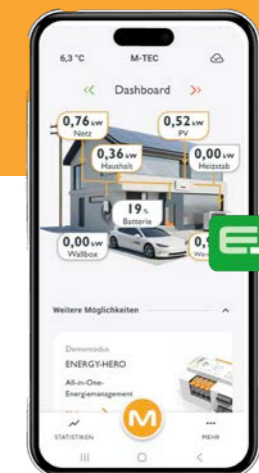 6,3 °C M-TEC
« Dashboard »
0,76 kW
Netz
0,52 kW
PV
0,36 kW
Haushalt
0,00 kW
Heizstab
19 %
Batterie
0,00 kW
Wallbox
Weitere Möglichkeiten
Demomodus
ENERGY-HERO
All-in-One-
Energiemanagement
M
STATISTIKEN MEHR